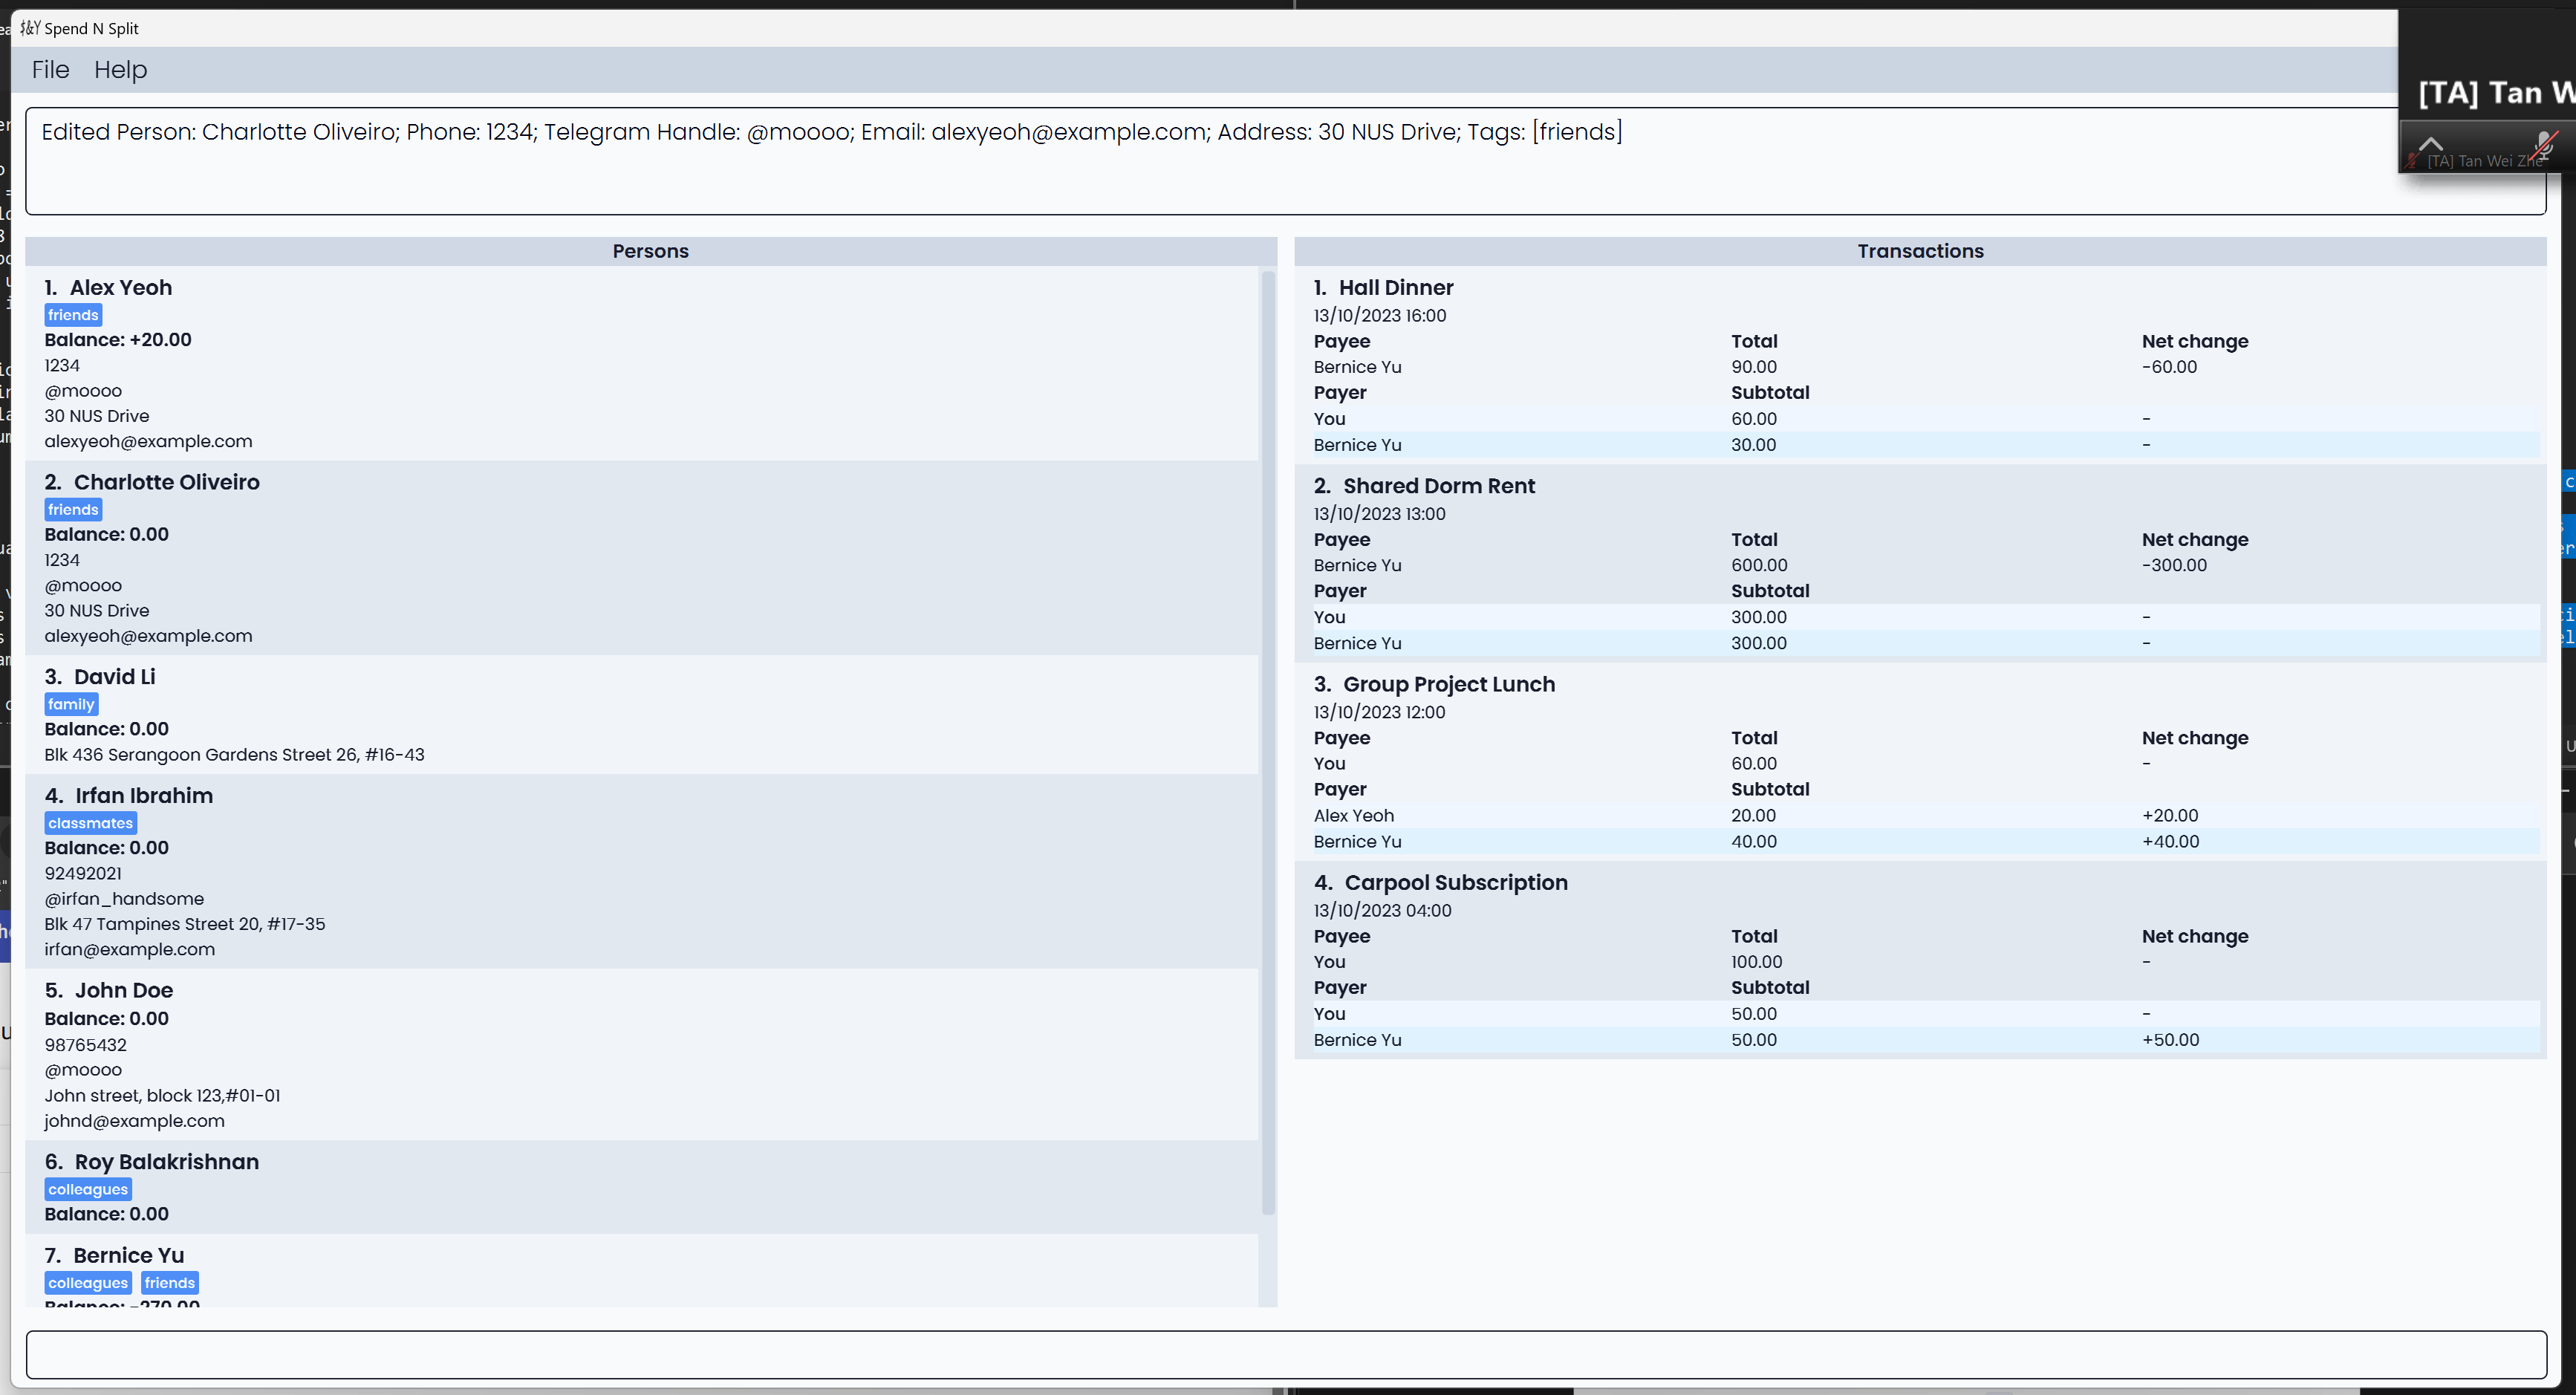 Spend N Split
File Help
[TA] Tan W
[TA] Tan Wei Zhe
Edited Person: Charlotte Oliveiro; Phone: 1234; Telegram Handle: @moooo; Email: alexyeoh@example.com; Address: 30 NUS Drive; Tags: [friends]
Persons
1. Alex Yeoh
friends
Balance: +20.00
1234
@moooo
30 NUS Drive
alexyeoh@example.com
2. Charlotte Oliveiro
friends
Balance: 0.00
1234
@moooo
30 NUS Drive
alexyeoh@example.com
3. David Li
family
Balance: 0.00
Blk 436 Serangoon Gardens Street 26, #16-43
4. Irfan Ibrahim
classmates
Balance: 0.00
92492021
@irfan_handsome
Blk 47 Tampines Street 20, #17-35
irfan@example.com
5. John Doe
Balance: 0.00
98765432
@moooo
John street, block 123,#01-01
johnd@example.com
6. Roy Balakrishnan
colleagues
Balance: 0.00
7. Bernice Yu
colleagues friends
Balance: -270.00
Transactions
1. Hall Dinner
13/10/2023 16:00
Payee Total Net change
Bernice Yu 90.00 -60.00
Payer Subtotal
You 60.00 -
Bernice Yu 30.00 -
2. Shared Dorm Rent
13/10/2023 13:00
Payee Total Net change
Bernice Yu 600.00 -300.00
Payer Subtotal
You 300.00 -
Bernice Yu 300.00 -
3. Group Project Lunch
13/10/2023 12:00
Payee Total Net change
You 60.00 -
Payer Subtotal
Alex Yeoh 20.00 +20.00
Bernice Yu 40.00 +40.00
4. Carpool Subscription
13/10/2023 04:00
Payee Total Net change
You 100.00 -
Payer Subtotal
You 50.00 -
Bernice Yu 50.00 +50.00